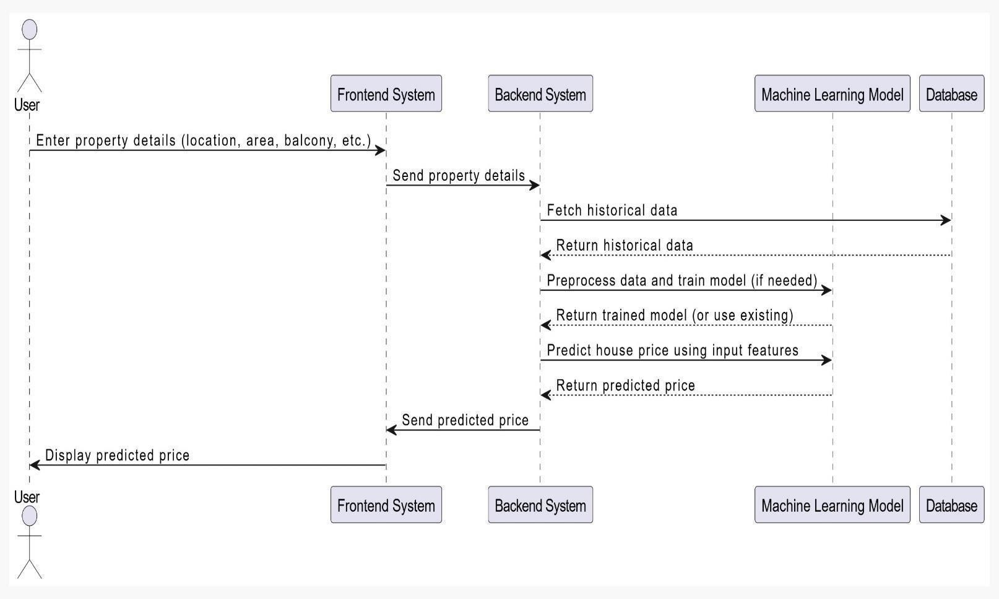 User
Frontend System
Backend System
Machine Learning Model
Database
Enter property details (location, area, balcony, etc.)
Send property details
Fetch historical data
Return historical data
Preprocess data and train model (if needed)
Return trained model (or use existing)
Predict house price using input features
Return predicted price
Send predicted price
Display predicted price
User
Frontend System
Backend System
Machine Learning Model
Database